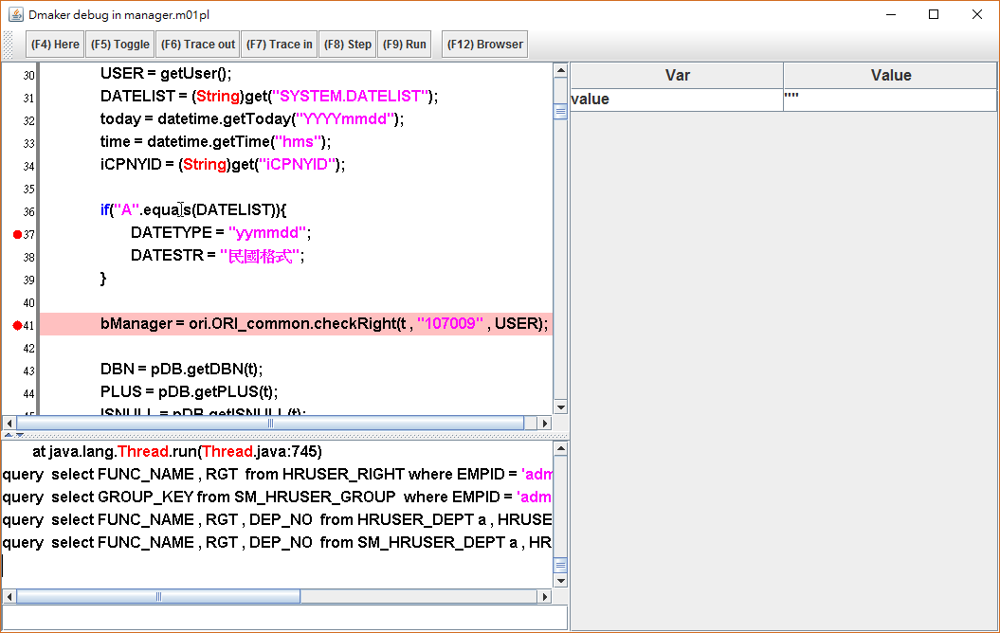 Dmaker debug in manager.m01pl
(F4) Here (F5) Toggle (F6) Trace out (F7) Trace in (F8) Step (F9) Run (F12) Browser
30 USER = getUser();
31 DATELIST = (String)get("SYSTEM.DATELIST");
32 today = datetime.getToday("YYYYmmdd");
33 time = datetime.getTime("hms");
34 iCPNYID = (String)get("iCPNYID");
35
36 if("A".equals(DATELIST)){
37 DATETYPE = "yymmdd";
38 DATESTR = "民國格式";
39 }
40
41 bManager = ori.ORI_common.checkRight(t , "107009" , USER);
42
43 DBN = pDB.getDBN(t);
44 PLUS = pDB.getPLUS(t);
45 ISNULL = pDB.getISNULL(t);
Var Value
value ""
at java.lang.Thread.run(Thread.java:745)
query select FUNC_NAME , RGT from HRUSER_RIGHT where EMPID = 'adm
query select GROUP_KEY from SM_HRUSER_GROUP where EMPID = 'adm
query select FUNC_NAME , RGT , DEP_NO from HRUSER_DEPT a , HRUSE
query select FUNC_NAME , RGT , DEP_NO from SM_HRUSER_DEPT a , HR